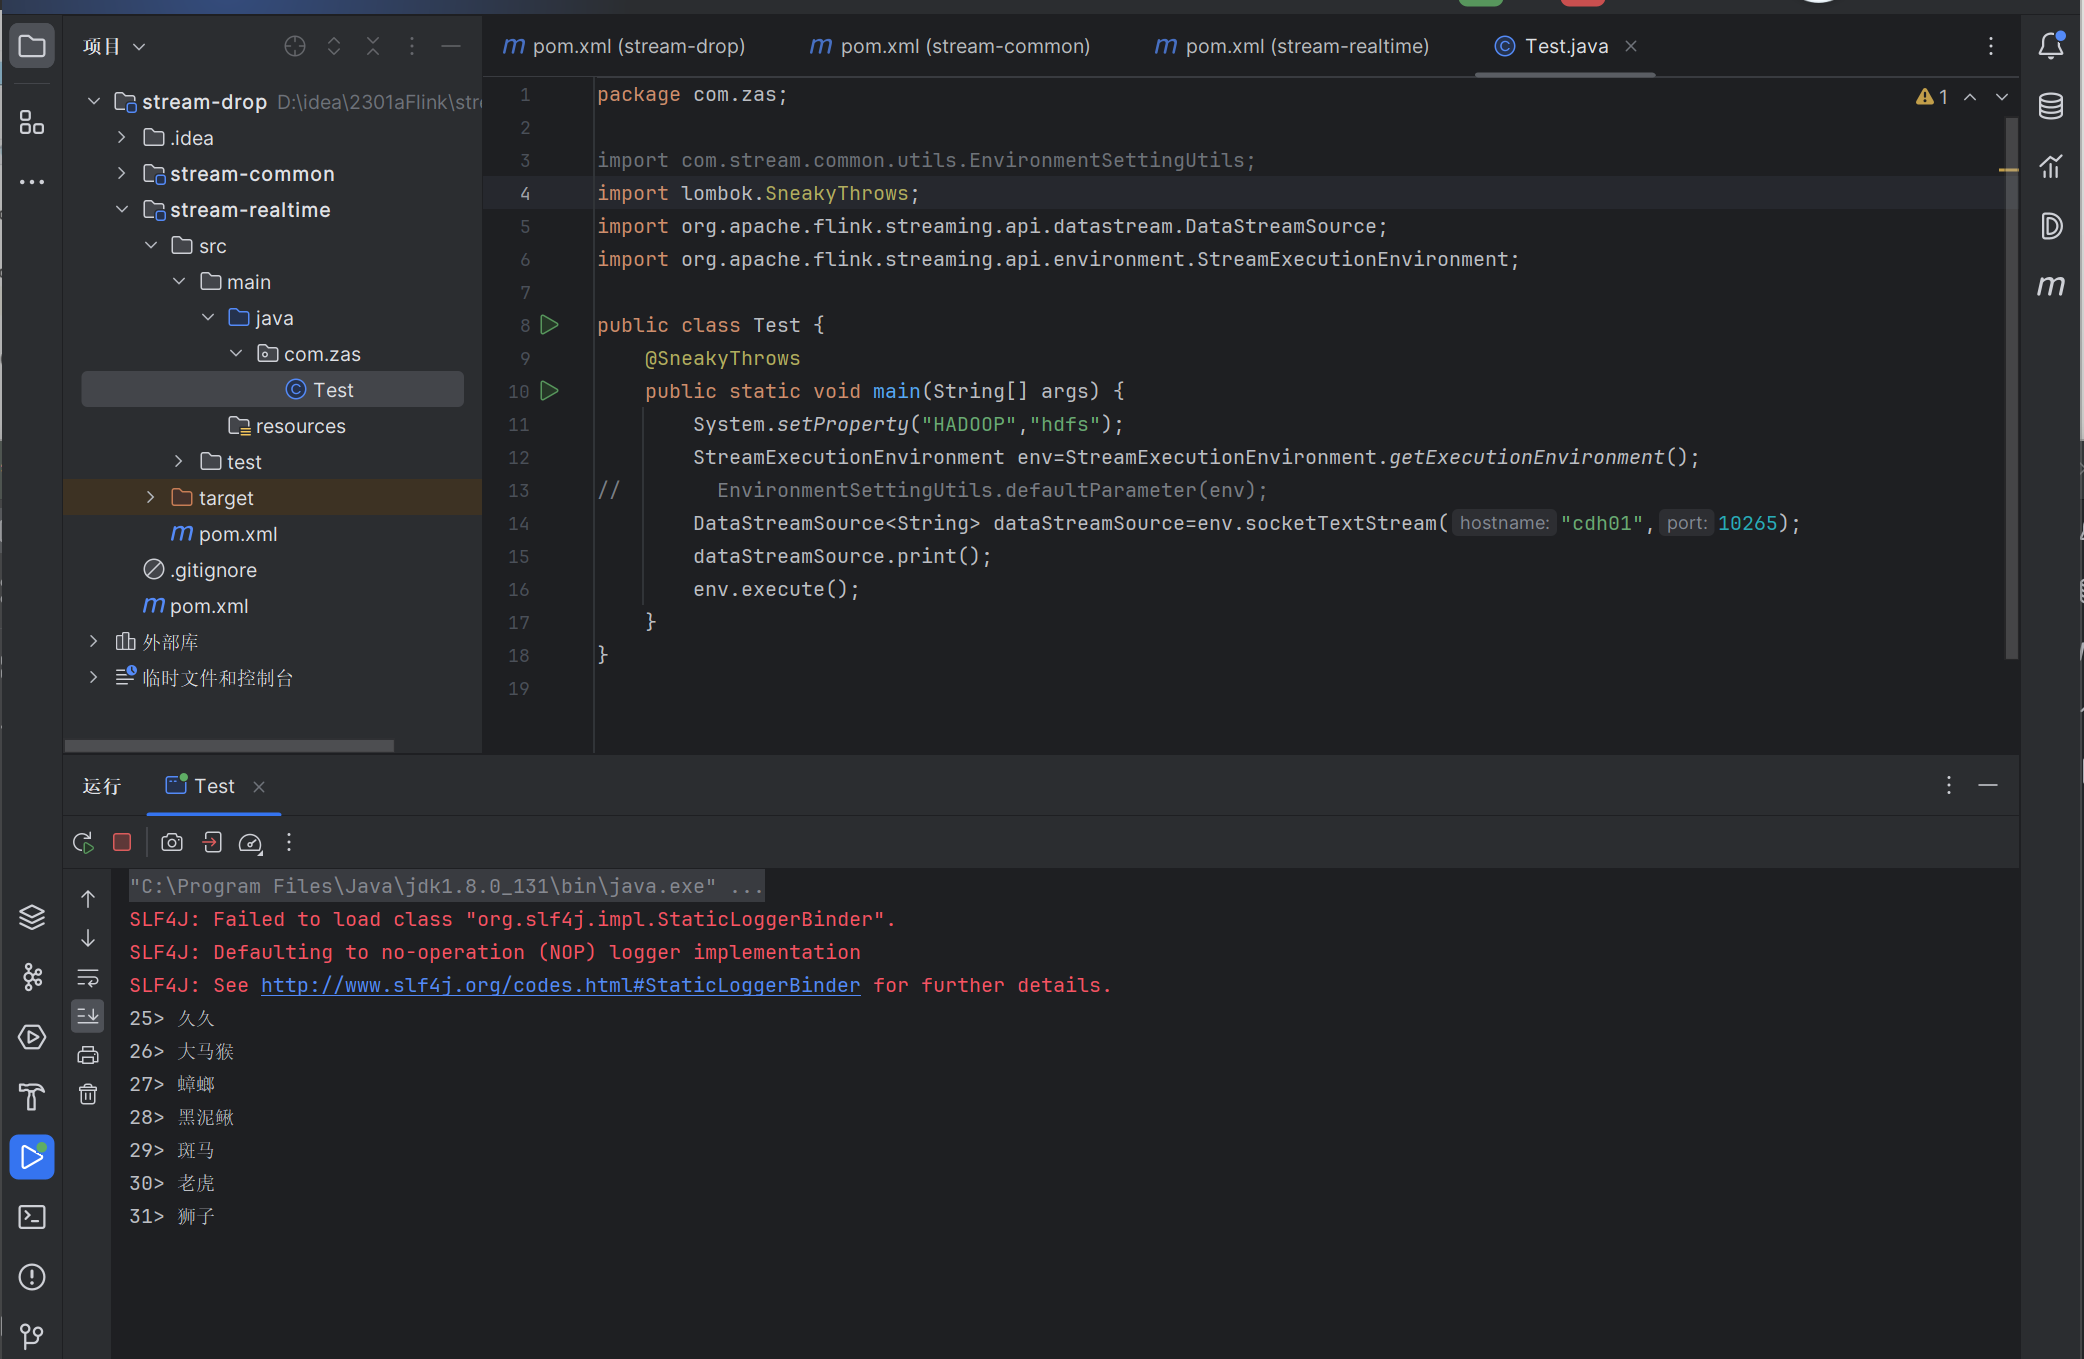 项目
stream-drop D:\idea\2301aFlink\stre
.idea
stream-common
stream-realtime
src
main
java
com.zas
Test
resources
test
target
pom.xml
.gitignore
pom.xml
外部库
临时文件和控制台
pom.xml (stream-drop)
pom.xml (stream-common)
pom.xml (stream-realtime)
Test.java
1
1 package com.zas;
2
3 import com.stream.common.utils.EnvironmentSettingUtils;
4 import lombok.SneakyThrows;
5 import org.apache.flink.streaming.api.datastream.DataStreamSource;
6 import org.apache.flink.streaming.api.environment.StreamExecutionEnvironment;
7
8 public class Test {
9 @SneakyThrows
10 public static void main(String[] args) {
11 System.setProperty("HADOOP","hdfs");
12 StreamExecutionEnvironment env=StreamExecutionEnvironment.getExecutionEnvironment();
13 // EnvironmentSettingUtils.defaultParameter(env);
14 DataStreamSource<String> dataStreamSource=env.socketTextStream( hostname: "cdh01", port: 10265);
15 dataStreamSource.print();
16 env.execute();
17 }
18 }
19
运行 Test
"C:\Program Files\Java\jdk1.8.0_131\bin\java.exe" ...
SLF4J: Failed to load class "org.slf4j.impl.StaticLoggerBinder".
SLF4J: Defaulting to no-operation (NOP) logger implementation
SLF4J: See http://www.slf4j.org/codes.html#StaticLoggerBinder for further details.
25> 久久
26> 大马猴
27> 蟑螂
28> 黑泥鳅
29> 斑马
30> 老虎
31> 狮子